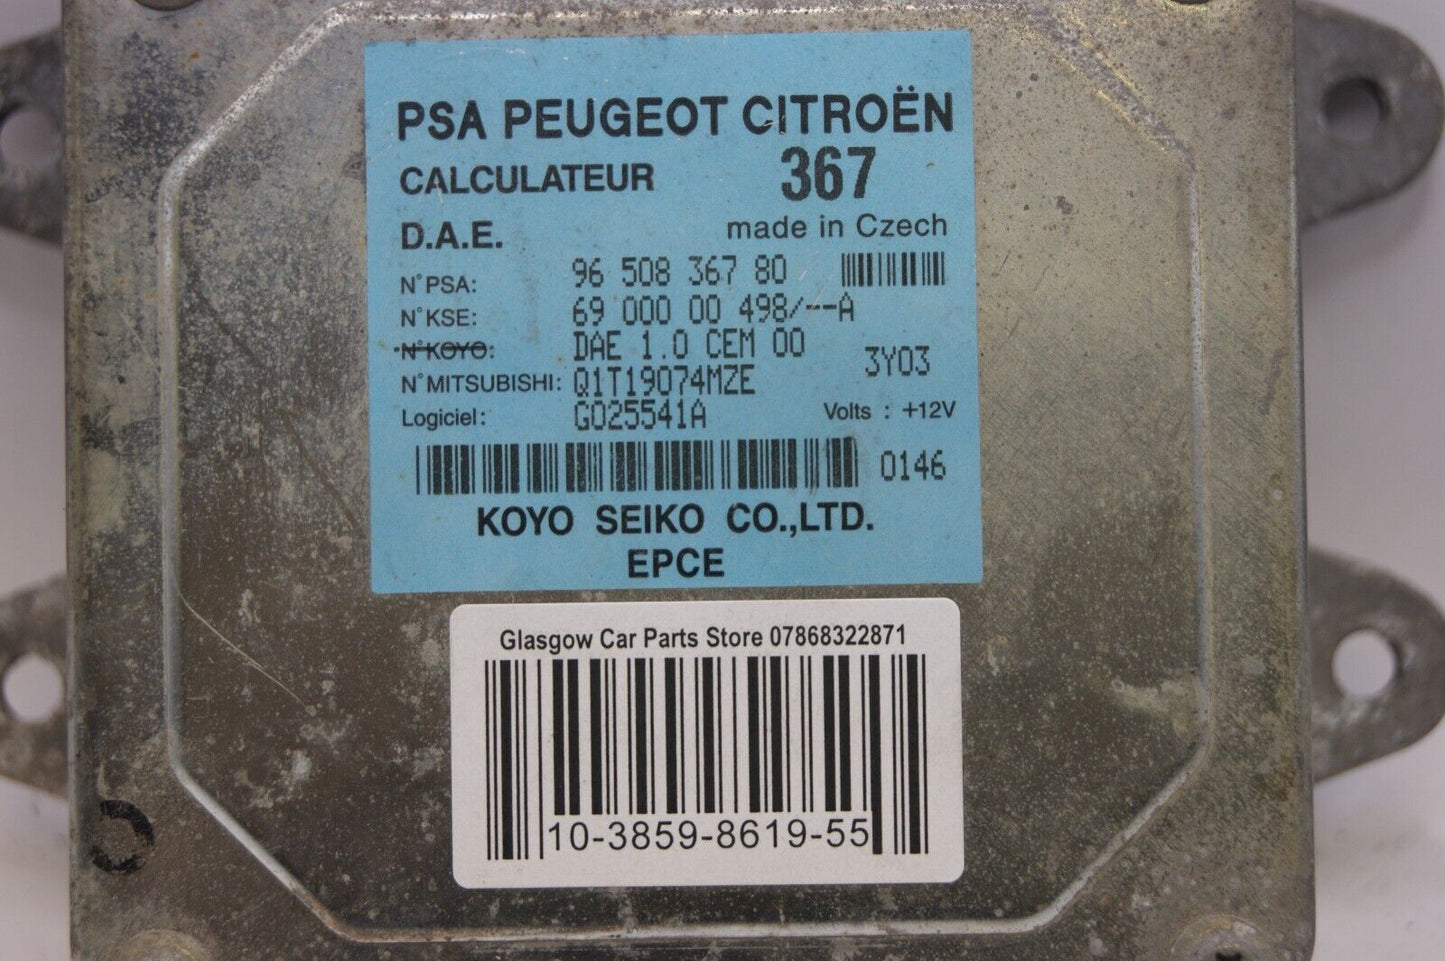 PSA PEUGEOT CITROËN
CALCULATEUR 367
D.A.E. made in Czech
N°PSA: 96 508 367 80
N°KSE: 69 000 00 498/--A
N°KOYO: DAE 1.0 CEM 00
3Y03
N°MITSUBISHI: Q1T19074MZE
Logiciel: G025541A Volts : +12V
0146
KOYO SEIKO CO.,LTD.
EPCE
Glasgow Car Parts Store 07868322871
10-3859-8619-55